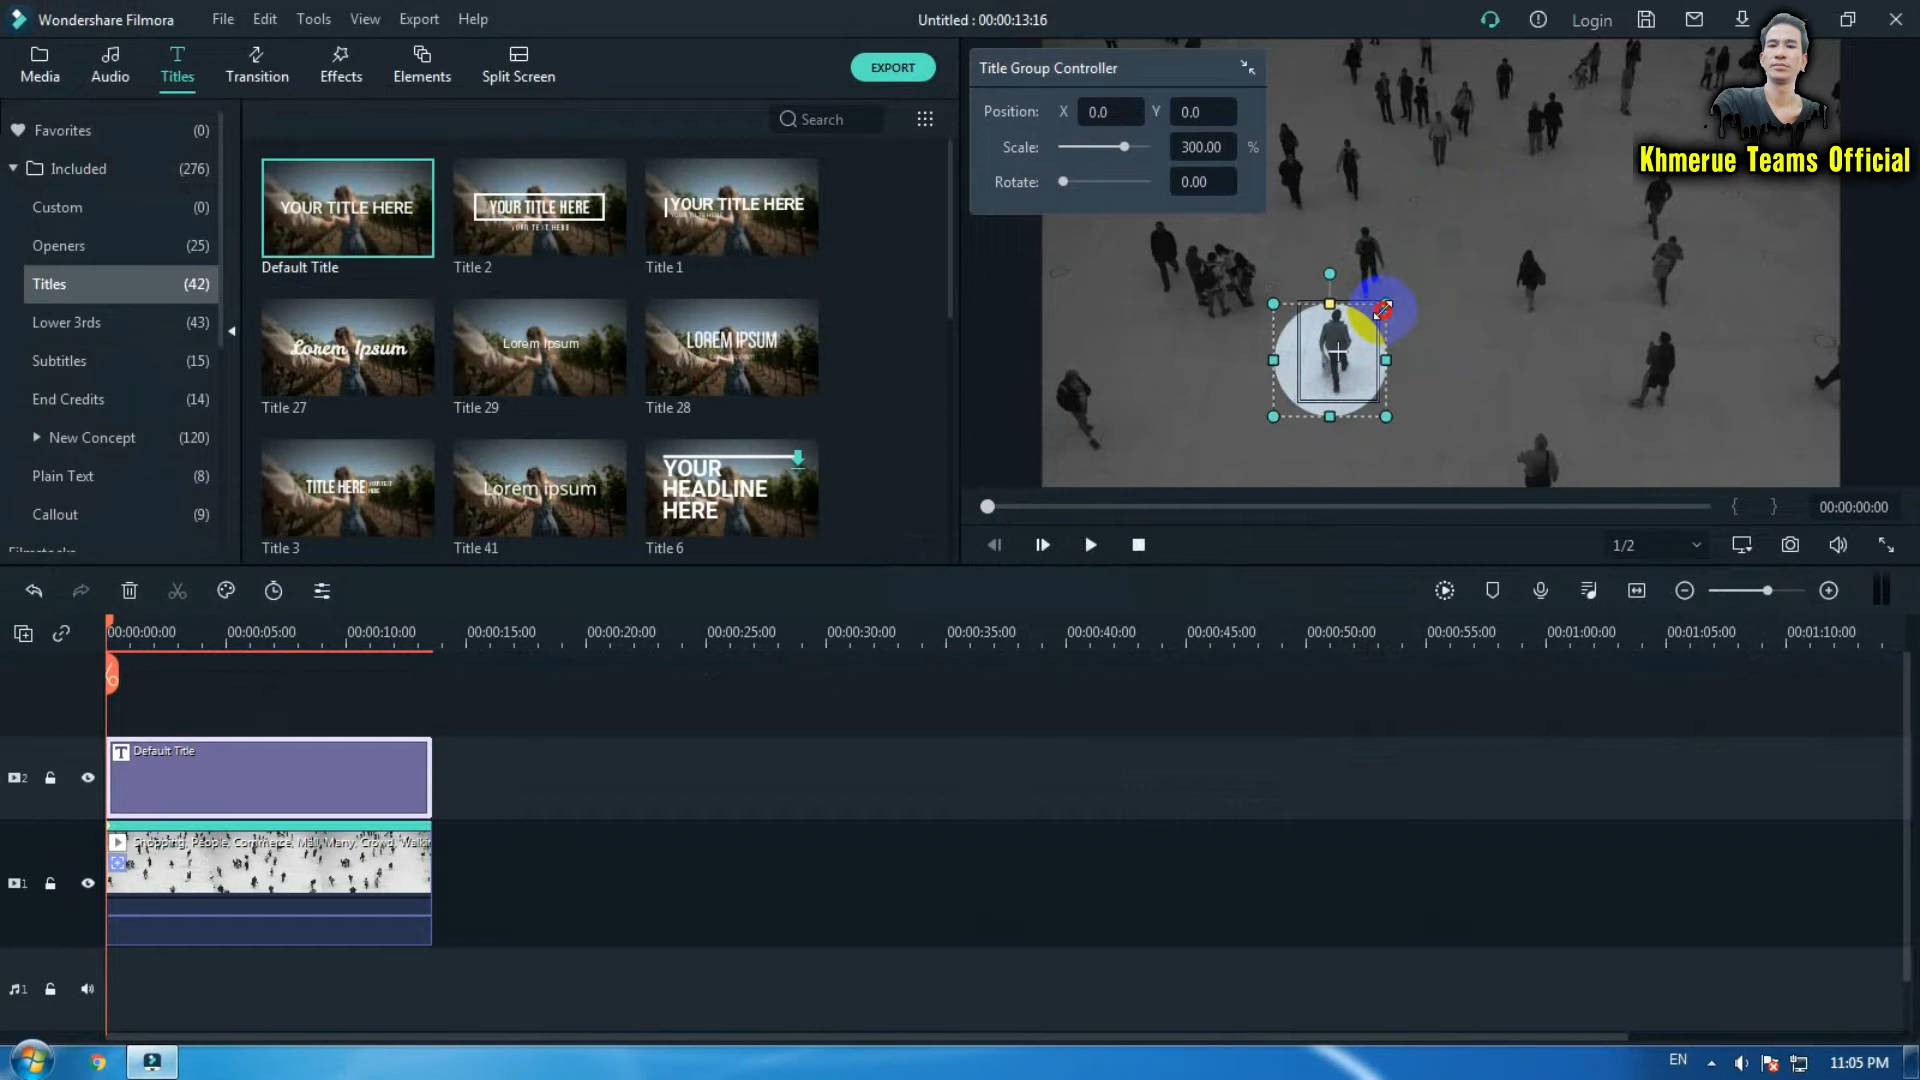 Wondershare Filmora
File Edit Tools View Export Help
Untitled : 00:00:13:16
Login
Media Audio Titles Transition Effects Elements Split Screen
EXPORT
Favorites (0)
Included (276)
Custom (0)
Openers (25)
Titles (42)
Lower 3rds (43)
Subtitles (15)
End Credits (14)
New Concept (120)
Plain Text (8)
Callout (9)
Search
YOUR TITLE HERE
Default Title
YOUR TITLE HERE
YOUR TEXT HERE
Title 2
YOUR TITLE HERE
Title 1
Lorem Ipsum
Title 27
Lorem Ipsum
Title 29
LOREM IPSUM
Title 28
TITLE HERE
Title 3
Lorem ipsum
Title 41
YOUR
HEADLINE
HERE
Title 6
Title Group Controller
Position: X 0.0 Y 0.0
Scale: 300.00 %
Rotate: 0.00
Khmerue Teams Official
00:00:00:00
1/2
00:00:00:00 00:00:05:00 00:00:10:00 00:00:15:00 00:00:20:00 00:00:25:00 00:00:30:00 00:00:35:00 00:00:40:00 00:00:45:00 00:00:50:00 00:00:55:00 00:01:00:00 00:01:05:00 00:01:10:00
2
T Default Title
1
Shopping, People, Commerce, Mall, Many, Crowd, Walkin
1
EN
11:05 PM